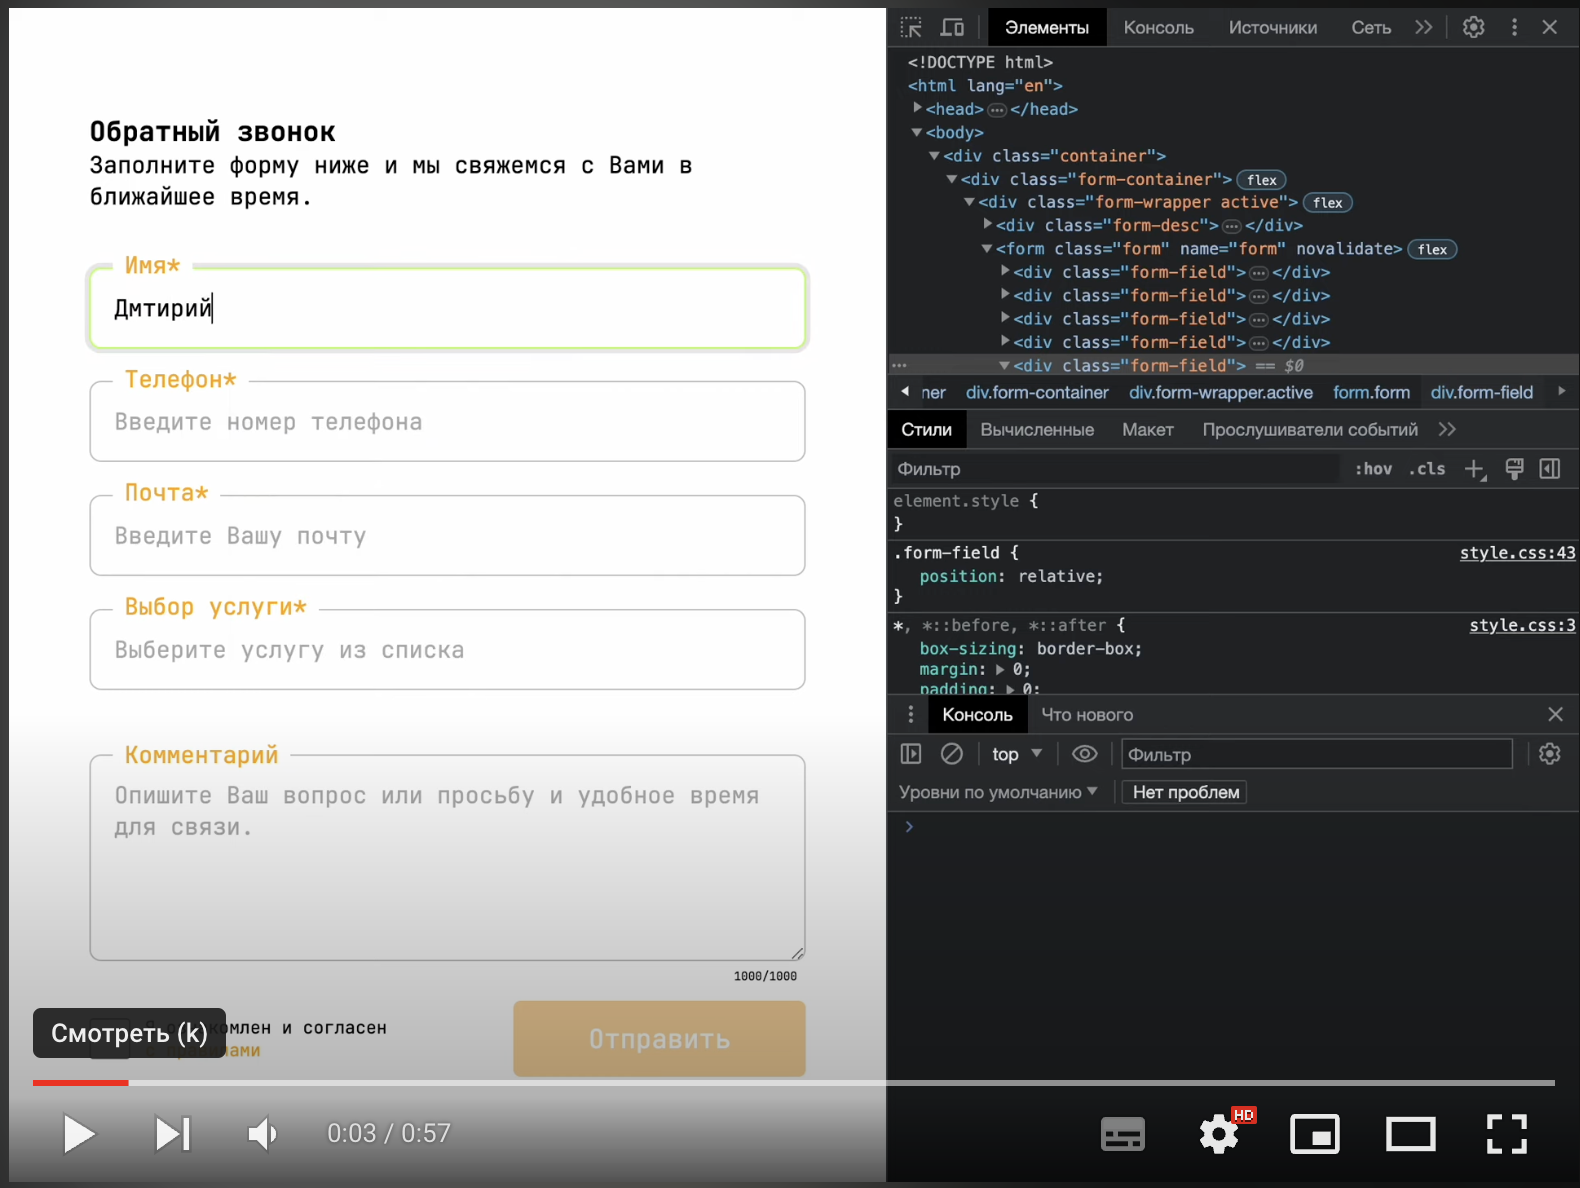 Обратный звонок
Заполните форму ниже и мы свяжемся с Вами в
ближайшее время.
Имя*
Дмтирий
Телефон*
Введите номер телефона
Почта*
Введите Вашу почту
Выбор услуги*
Выберите услугу из списка
Комментарий
Опишите Ваш вопрос или просьбу и удобное время
для связи.
1000/1000
и согласен
Отправить
Смотреть (k)
0:03 / 0:57
HD
Элементы
Консоль
Источники
Сеть
<!DOCTYPE html>
<html lang="en">
<head> ⋯ </head>
<body>
<div class="container">
<div class="form-container"> flex
<div class="form-wrapper active"> flex
<div class="form-desc"> ⋯ </div>
<form class="form" name="form" novalidate> flex
<div class="form-field"> ⋯ </div>
<div class="form-field"> ⋯ </div>
<div class="form-field"> ⋯ </div>
<div class="form-field"> ⋯ </div>
<div class="form-field"> == $0
ner div.form-container div.form-wrapper.active form.form div.form-field
Стили
Вычисленные
Макет
Прослушиватели событий
Фильтр
:hov .cls
element.style {
}
.form-field { style.css:43
position: relative;
}
*, *::before, *::after { style.css:3
box-sizing: border-box;
margin: 0;
padding: 0;
Консоль
Что нового
top
Фильтр
Уровни по умолчанию
Нет проблем